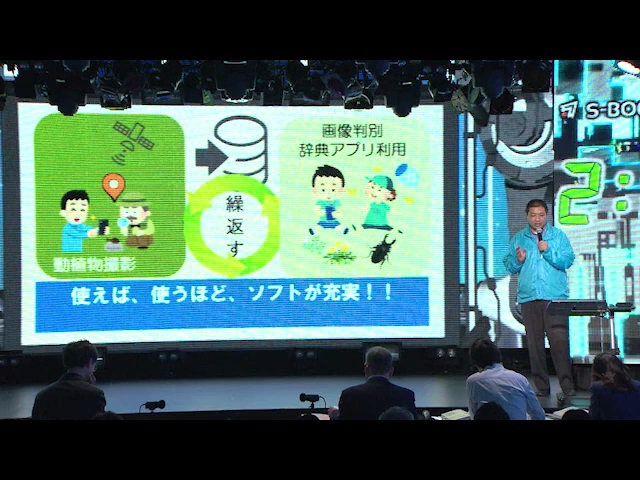 画像判別
辞典アプリ利用
繰
返
す
動植物撮影
使えば、使うほど、ソフトが充実！！
S-BOO
2: